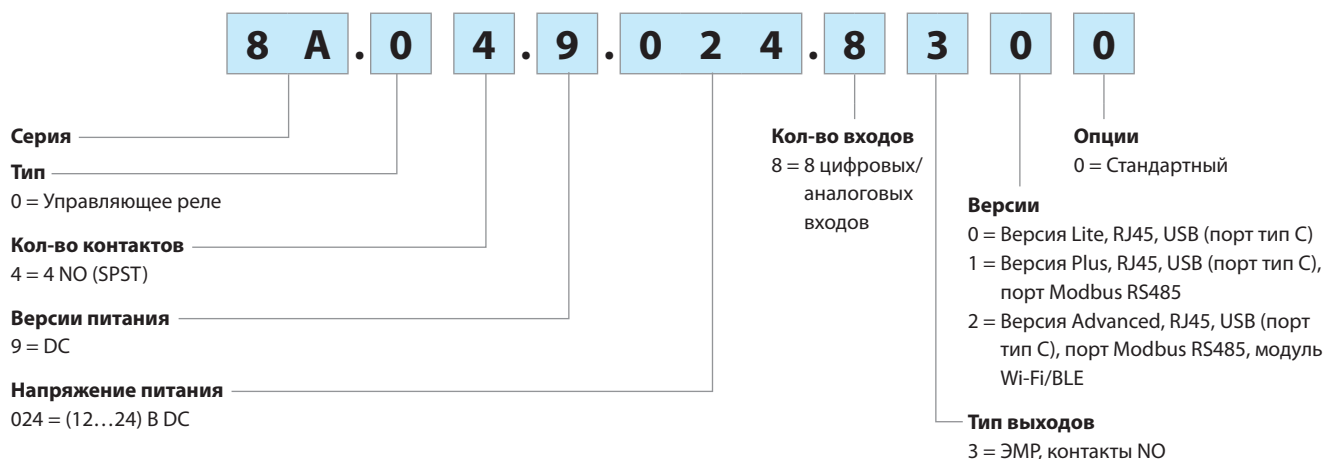 8 A . 0 4 . 9 . 0 2 4 . 8 3 0 0
Серия
Тип
0 = Управляющее реле
Кол-во контактов
4 = 4 NO (SPST)
Версии питания
9 = DC
Напряжение питания
024 = (12…24) В DC
Кол-во входов
8 = 8 цифровых/
аналоговых
входов
Опции
0 = Стандартный
Версии
0 = Версия Lite, RJ45, USB (порт тип C)
1 = Версия Plus, RJ45, USB (порт тип C),
порт Modbus RS485
2 = Версия Advanced, RJ45, USB (порт
тип C), порт Modbus RS485, модуль
Wi-Fi/BLE
Тип выходов
3 = ЭМР, контакты NO